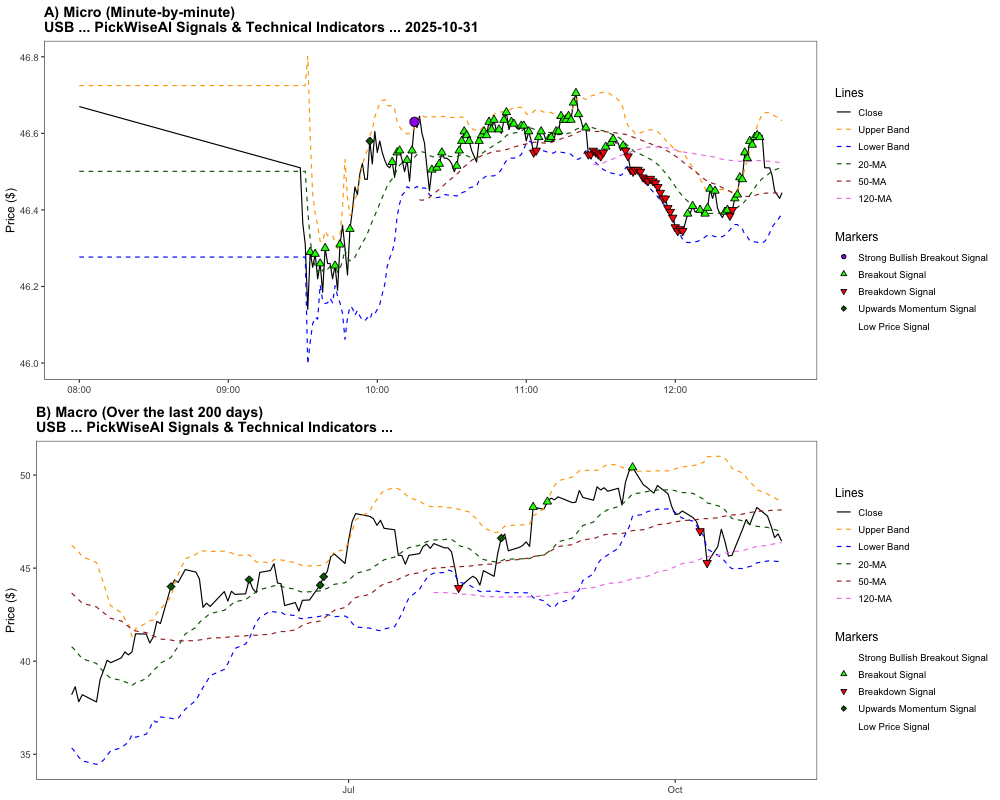 A) Micro (Minute-by-minute)
USB ... PickWiseAI Signals & Technical Indicators ... 2025-10-31
Price ($)
46.8
46.6
46.4
46.2
46.0
08:00
09:00
10:00
11:00
12:00
Lines
Close
Upper Band
Lower Band
20-MA
50-MA
120-MA
Markers
Strong Bullish Breakout Signal
Breakout Signal
Breakdown Signal
Upwards Momentum Signal
Low Price Signal
B) Macro (Over the last 200 days)
USB ... PickWiseAI Signals & Technical Indicators ...
Price ($)
50
45
40
35
Jul
Oct
Lines
Close
Upper Band
Lower Band
20-MA
50-MA
120-MA
Markers
Strong Bullish Breakout Signal
Breakout Signal
Breakdown Signal
Upwards Momentum Signal
Low Price Signal